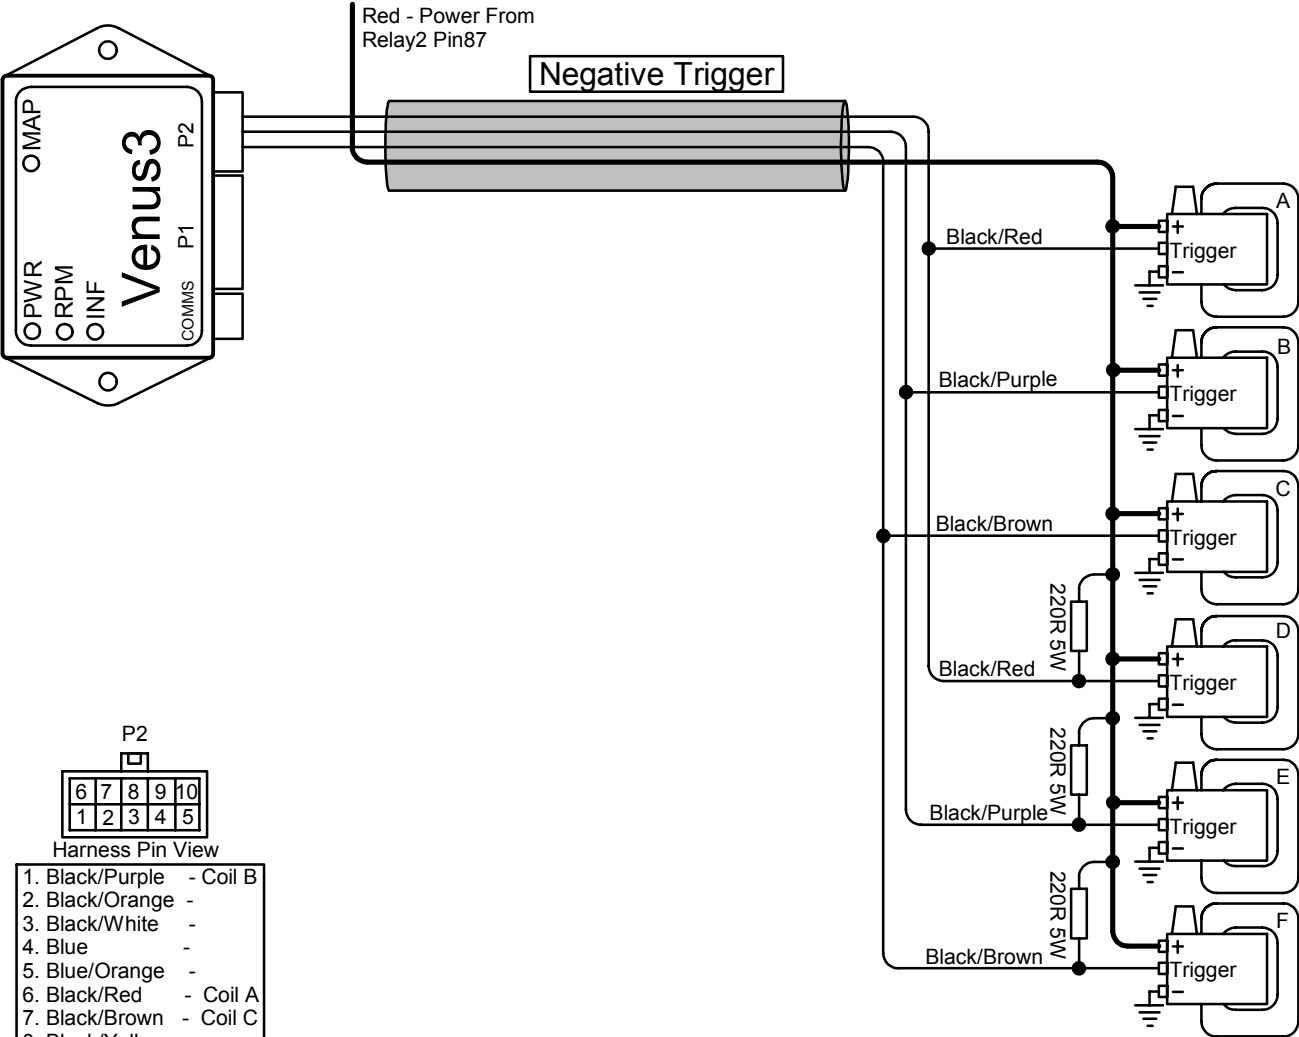 Red - Power From
Relay2 Pin87
Negative Trigger
MAP
P2
Venus3
P1
PWR
RPM
INF
COMMS
A
+
Trigger
-
Black/Red
B
+
Trigger
-
Black/Purple
C
+
Trigger
-
Black/Brown
220R 5W
D
+
Trigger
-
Black/Red
220R 5W
E
+
Trigger
-
Black/Purple
220R 5W
F
+
Trigger
-
Black/Brown
P2
6 7 8 9 10
1 2 3 4 5
Harness Pin View
1. Black/Purple - Coil B
2. Black/Orange -
3. Black/White -
4. Blue -
5. Blue/Orange -
6. Black/Red - Coil A
7. Black/Brown - Coil C